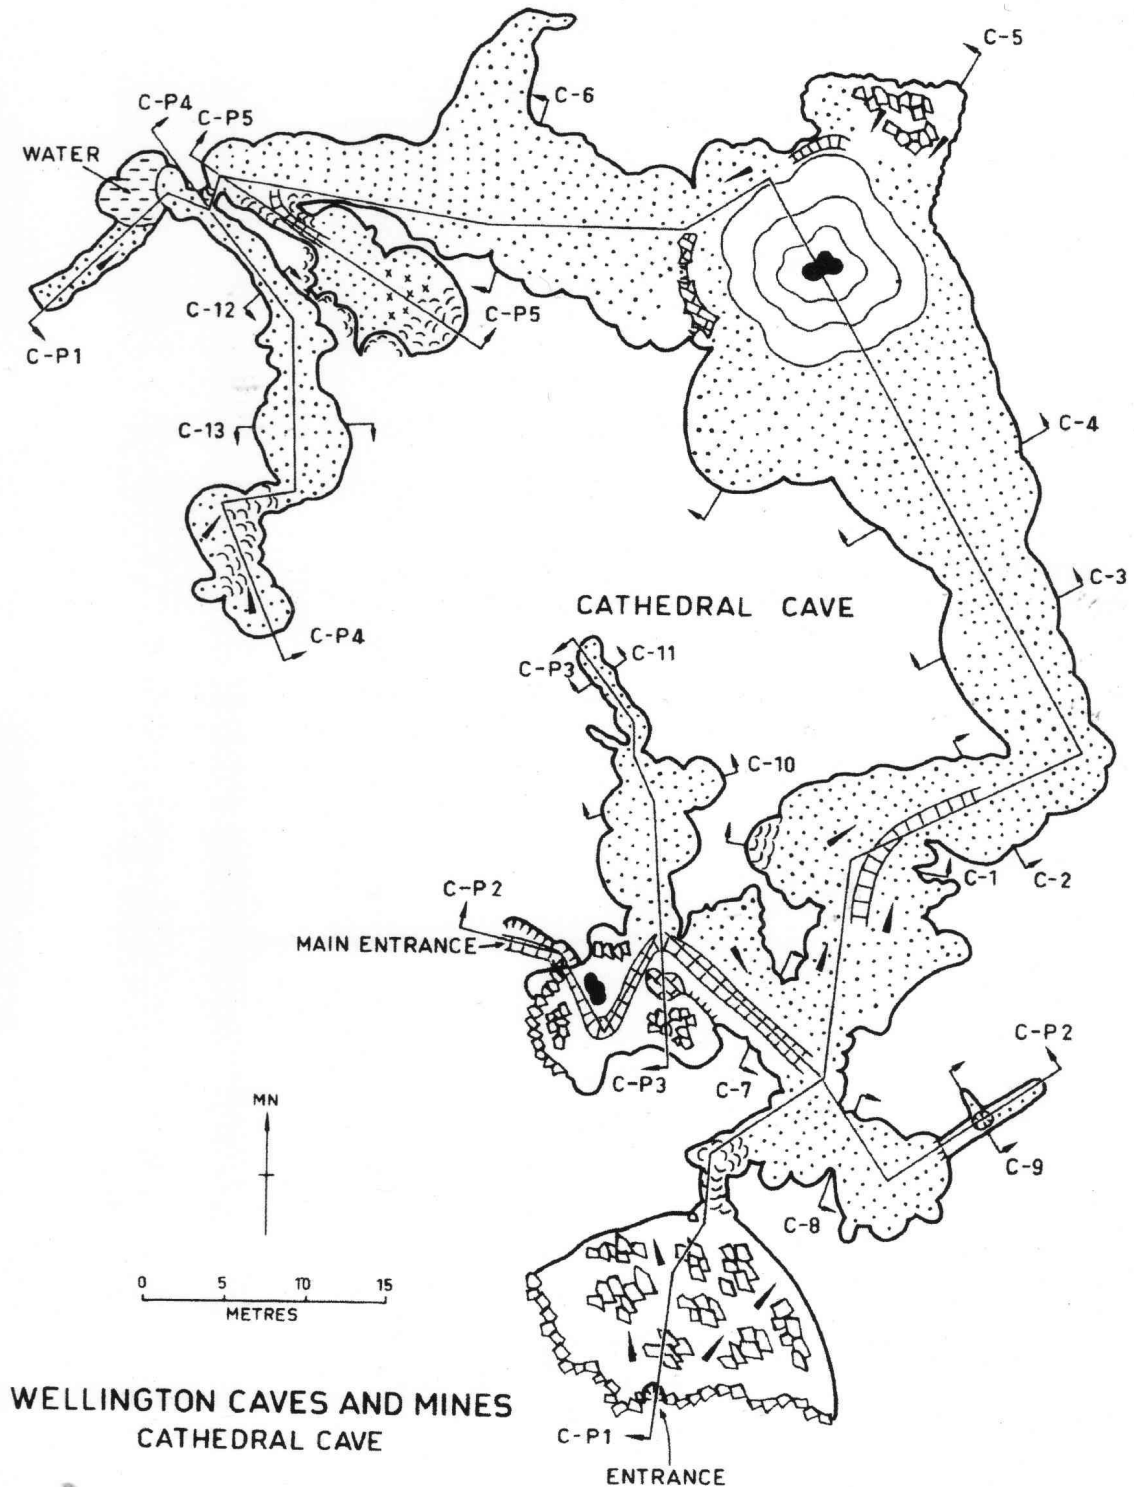 C-5
C-6
C-P4
C-P5
WATER
C-12
C-P5
C-P1
C-13
C-4
C-3
CATHEDRAL CAVE
C-P4
C-P3
C-11
C-10
C-1
C-2
C-P2
MAIN ENTRANCE
C-P2
C-P3
C-7
MN
C-9
C-8
0 5 10 15
METRES
WELLINGTON CAVES AND MINES
CATHEDRAL CAVE
C-P1
ENTRANCE